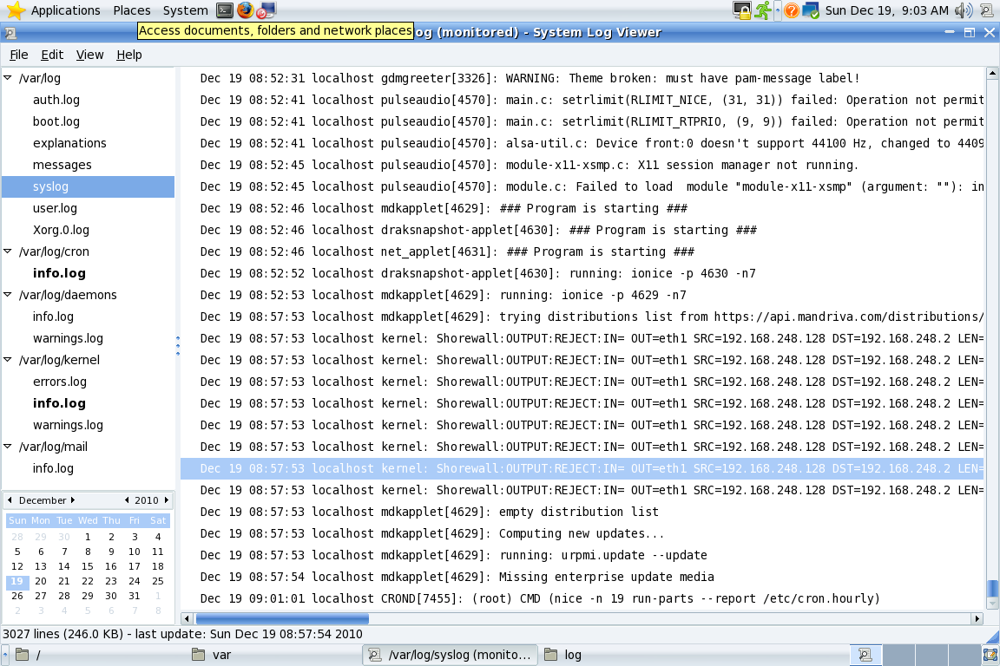 Applications Places System Sun Dec 19, 9:03 AM
Access documents, folders and network places
og (monitored) - System Log Viewer
File Edit View Help
/var/log
auth.log
boot.log
explanations
messages
syslog
user.log
Xorg.0.log
/var/log/cron
info.log
/var/log/daemons
info.log
warnings.log
/var/log/kernel
errors.log
info.log
warnings.log
/var/log/mail
info.log
December 2010
Sun Mon Tue Wed Thu Fri Sat
28 29 30 1 2 3 4
5 6 7 8 9 10 11
12 13 14 15 16 17 18
19 20 21 22 23 24 25
26 27 28 29 30 31 1
2 3 4 5 6 7 8
Dec 19 08:52:31 localhost gdmgreeter[3326]: WARNING: Theme broken: must have pam-message label!
Dec 19 08:52:41 localhost pulseaudio[4570]: main.c: setrlimit(RLIMIT_NICE, (31, 31)) failed: Operation not permit
Dec 19 08:52:41 localhost pulseaudio[4570]: main.c: setrlimit(RLIMIT_RTPRIO, (9, 9)) failed: Operation not permit
Dec 19 08:52:41 localhost pulseaudio[4570]: alsa-util.c: Device front:0 doesn't support 44100 Hz, changed to 4409
Dec 19 08:52:45 localhost pulseaudio[4570]: module-x11-xsmp.c: X11 session manager not running.
Dec 19 08:52:45 localhost pulseaudio[4570]: module.c: Failed to load  module "module-x11-xsmp" (argument: ""): in
Dec 19 08:52:46 localhost mdkapplet[4629]: ### Program is starting ###
Dec 19 08:52:46 localhost draksnapshot-applet[4630]: ### Program is starting ###
Dec 19 08:52:46 localhost net_applet[4631]: ### Program is starting ###
Dec 19 08:52:52 localhost draksnapshot-applet[4630]: running: ionice -p 4630 -n7
Dec 19 08:52:53 localhost mdkapplet[4629]: running: ionice -p 4629 -n7
Dec 19 08:57:53 localhost mdkapplet[4629]: trying distributions list from https://api.mandriva.com/distributions/
Dec 19 08:57:53 localhost kernel: Shorewall:OUTPUT:REJECT:IN= OUT=eth1 SRC=192.168.248.128 DST=192.168.248.2 LEN=
Dec 19 08:57:53 localhost kernel: Shorewall:OUTPUT:REJECT:IN= OUT=eth1 SRC=192.168.248.128 DST=192.168.248.2 LEN=
Dec 19 08:57:53 localhost kernel: Shorewall:OUTPUT:REJECT:IN= OUT=eth1 SRC=192.168.248.128 DST=192.168.248.2 LEN=
Dec 19 08:57:53 localhost kernel: Shorewall:OUTPUT:REJECT:IN= OUT=eth1 SRC=192.168.248.128 DST=192.168.248.2 LEN=
Dec 19 08:57:53 localhost kernel: Shorewall:OUTPUT:REJECT:IN= OUT=eth1 SRC=192.168.248.128 DST=192.168.248.2 LEN=
Dec 19 08:57:53 localhost kernel: Shorewall:OUTPUT:REJECT:IN= OUT=eth1 SRC=192.168.248.128 DST=192.168.248.2 LEN=
Dec 19 08:57:53 localhost kernel: Shorewall:OUTPUT:REJECT:IN= OUT=eth1 SRC=192.168.248.128 DST=192.168.248.2 LEN=
Dec 19 08:57:53 localhost kernel: Shorewall:OUTPUT:REJECT:IN= OUT=eth1 SRC=192.168.248.128 DST=192.168.248.2 LEN=
Dec 19 08:57:53 localhost mdkapplet[4629]: empty distribution list
Dec 19 08:57:53 localhost mdkapplet[4629]: Computing new updates...
Dec 19 08:57:53 localhost mdkapplet[4629]: running: urpmi.update --update
Dec 19 08:57:54 localhost mdkapplet[4629]: Missing enterprise update media
Dec 19 09:01:01 localhost CROND[7455]: (root) CMD (nice -n 19 run-parts --report /etc/cron.hourly)
3027 lines (246.0 KB) - last update: Sun Dec 19 08:57:54 2010
/ var /var/log/syslog (monito... log